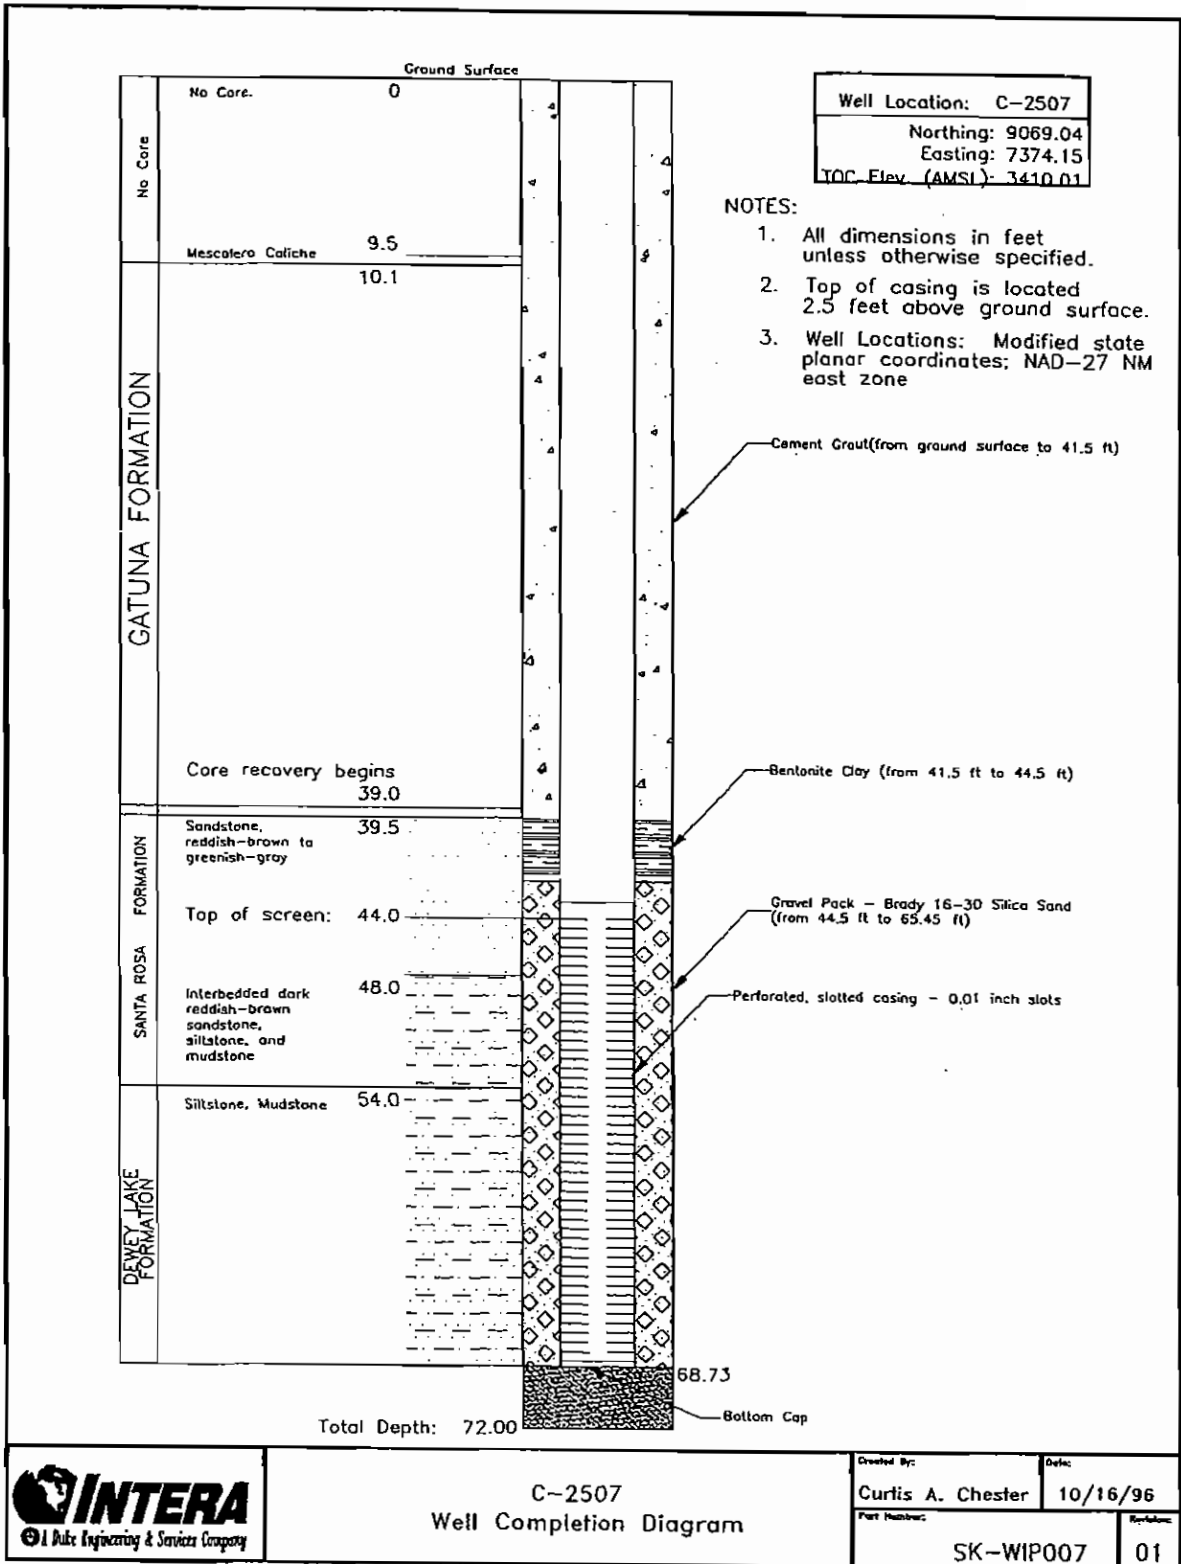 Ground Surface
No Core.
0
No Core
Mescalero Caliche
9.5
10.1
GATUNA FORMATION
Core recovery begins
39.0
Sandstone,
reddish-brown to
greenish-gray
39.5
SANTA ROSA FORMATION
Top of screen:
44.0
Interbedded dark
reddish-brown
sandstone,
siltstone, and
mudstone
48.0
Siltstone, Mudstone
54.0
DEWEY LAKE
FORMATION
68.73
Bottom Cap
Total Depth: 72.00
Well Location: C-2507
Northing: 9069.04
Easting: 7374.15
TOC Elev. (AMSL): 3410.01
NOTES:
1. All dimensions in feet
unless otherwise specified.
2. Top of casing is located
2.5 feet above ground surface.
3. Well Locations: Modified state
planar coordinates; NAD-27 NM
east zone
Cement Grout(from ground surface to 41.5 ft)
Bentonite Clay (from 41.5 ft to 44.5 ft)
Gravel Pack - Brady 16-30 Silica Sand
(from 44.5 ft to 65.45 ft)
Perforated, slotted casing - 0.01 inch slots
INTERA
A Duke Engineering & Services Company
C-2507
Well Completion Diagram
Created By:
Curtis A. Chester
Date:
10/16/96
Part Number:
SK-WIP007
Revision:
01